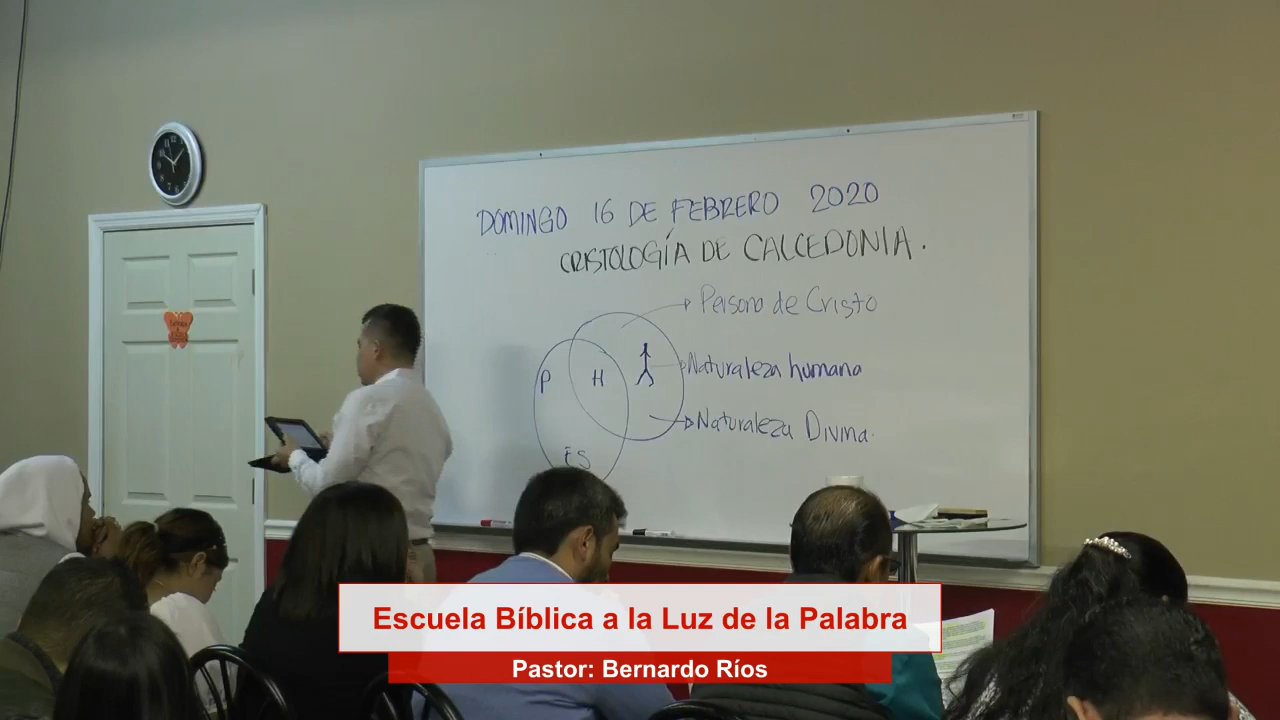 DOMINGO 16 DE FEBRERO 2020
CRISTOLOGÍA DE CALCEDONIA.
Persona de Cristo
P H Naturaleza humana
Naturaleza Divina.
ES
Escuela Bíblica a la Luz de la Palabra
Pastor: Bernardo Ríos